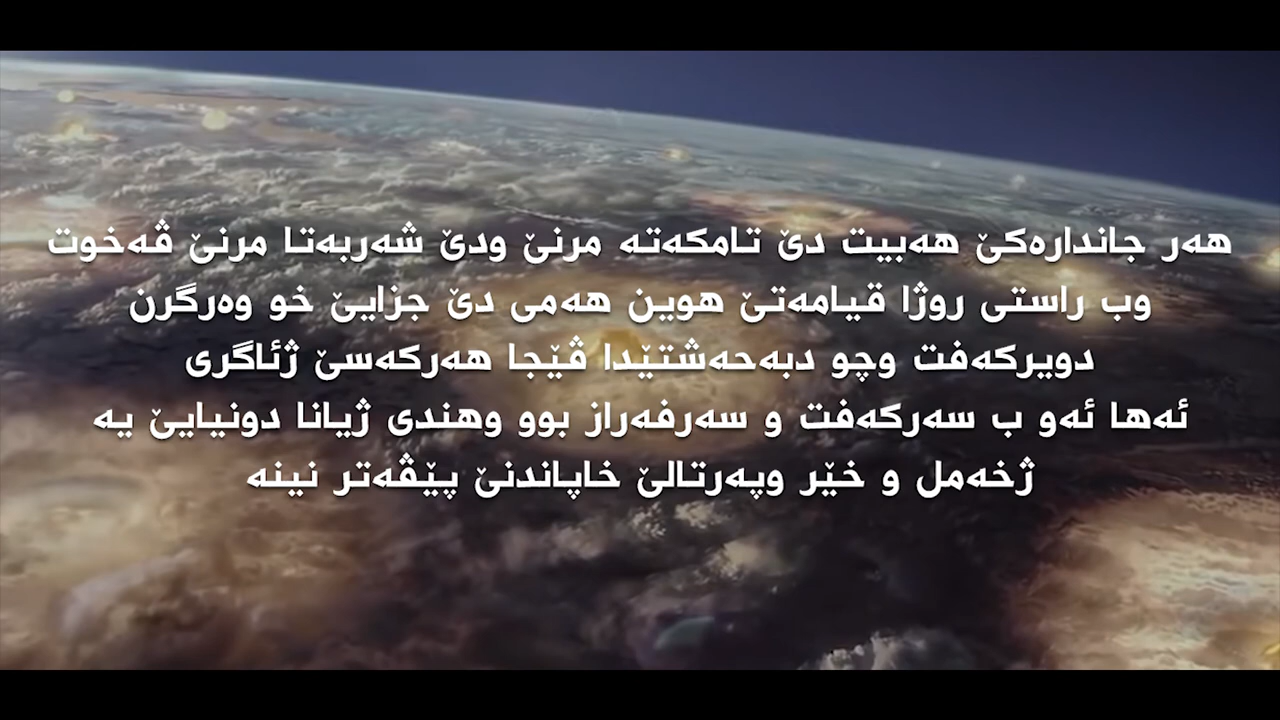 هەر جاندارەکێ هەبیت دێ تامکەتە مرنێ ودێ شەربەتا مرنێ ڤەخوت
وب راستی روژا قیامەتێ هوین هەمی دێ جزایێ خو وەرگرن
دویرکەفت وچو دبەحەشتێدا ڤێجا هەرکەسێ ژئاگری
ئەها ئەو ب سەرکەفت و سەرفەراز بوو وهندی ژیانا دونیایێ یە
ژخەمل و خێر وپەرتالێ خاپاندنێ پێڤەتر نینە